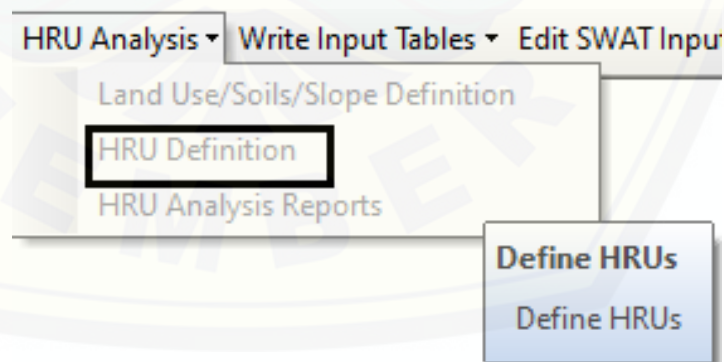 HRU Analysis Write Input Tables Edit SWAT Input
Land Use/Soils/Slope Definition
HRU Definition
HRU Analysis Reports
Define HRUs
Define HRUs